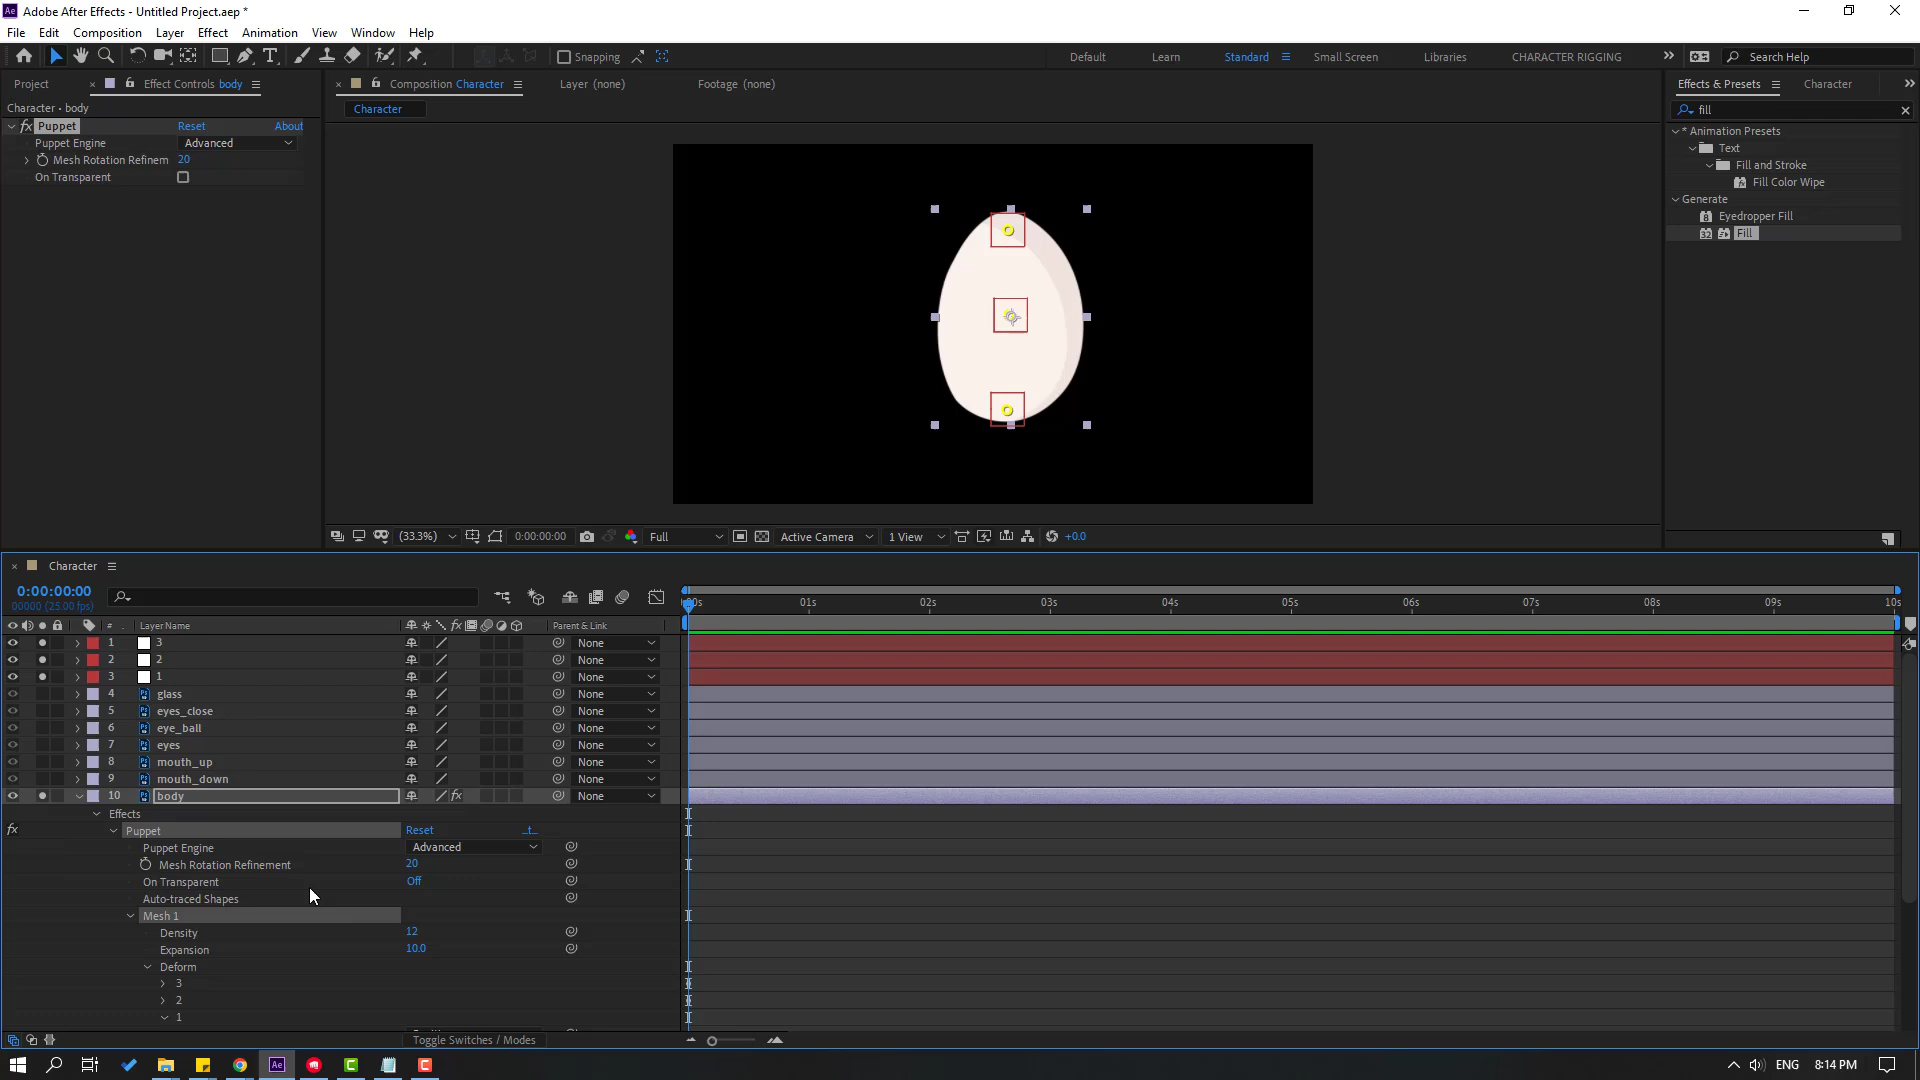 Adobe After Effects - Untitled Project.aep *
File Edit Composition Layer Effect Animation View Window Help
Snapping Default Learn Standard Small Screen Libraries CHARACTER RIGGING Search Help
Project Effect Controls body
Composition Character Layer (none) Footage (none)
Effects & Presets Character
Character • body
Character
fill
fx Puppet Reset About
Puppet Engine Advanced
Mesh Rotation Refinem 20
On Transparent
* Animation Presets
Text
Fill and Stroke
Fill Color Wipe
Generate
Eyedropper Fill
Fill
(33.3%) 0:00:00:00 Full Active Camera 1 View +0.0
Character
0:00:00:00
00000 (25.00 fps)
01s 02s 03s 04s 05s 06s 07s 08s 09s 10s
# Layer Name Parent & Link
1 3 None
2 2 None
3 1 None
4 glass None
5 eyes_close None
6 eye_ball None
7 eyes None
8 mouth_up None
9 mouth_down None
10 body fx None
Effects
fx Puppet Reset
Puppet Engine Advanced
Mesh Rotation Refinement 20
On Transparent Off
Auto-traced Shapes
Mesh 1
Density 12
Expansion 10.0
Deform
3
2
1
Toggle Switches / Modes
ENG 8:14 PM